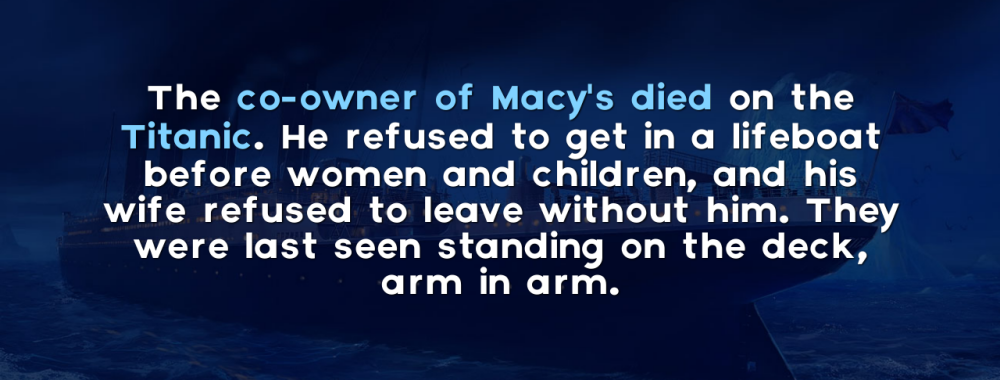 The co-owner of Macy's died on the
Titanic. He refused to get in a lifeboat
before women and children, and his
wife refused to leave without him. They
were last seen standing on the deck,
arm in arm.